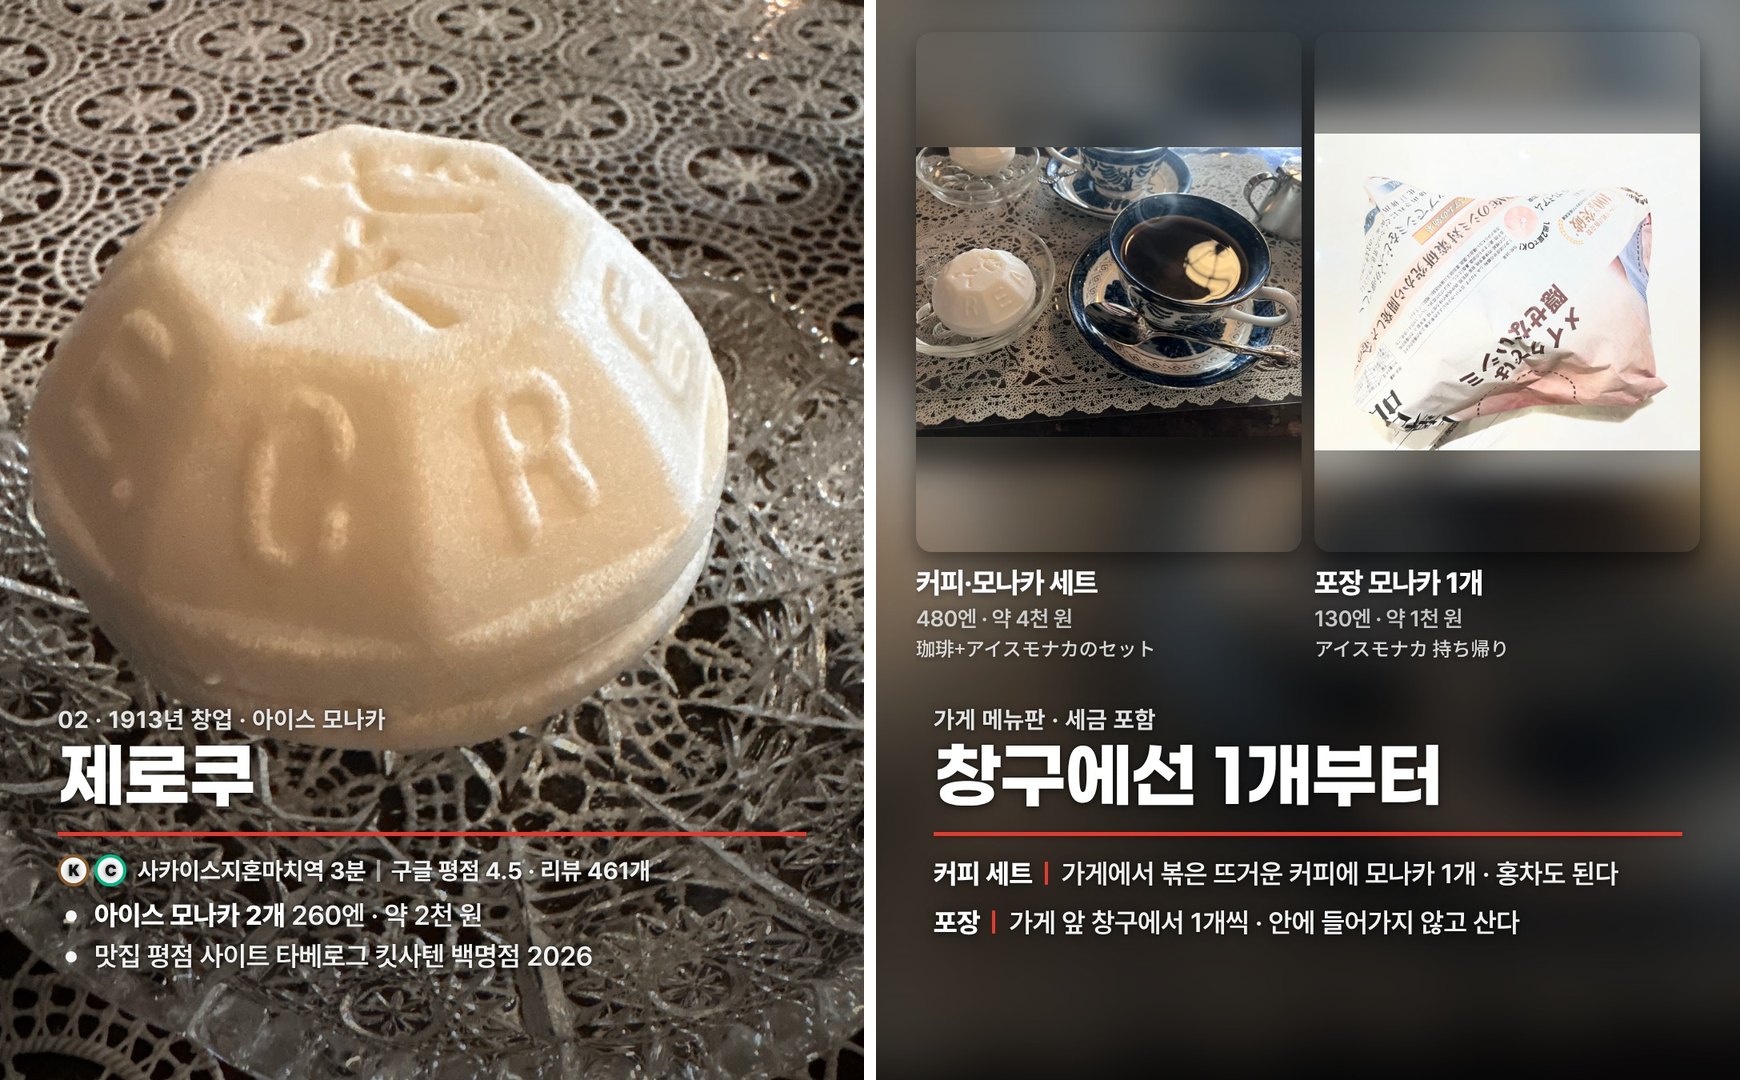 C R
02 · 1913년 창업 · 아이스 모나카
제로쿠
K C 사카이스지혼마치역 3분 | 구글 평점 4.5 · 리뷰 461개
• 아이스 모나카 2개 260엔 · 약 2천 원
• 맛집 평점 사이트 타베로그 킷사텐 백명점 2026
メイクでは
隠せない
커피·모나카 세트
480엔 · 약 4천 원
珈琲+アイスモナカのセット
포장 모나카 1개
130엔 · 약 1천 원
アイスモナカ 持ち帰り
가게 메뉴판 · 세금 포함
창구에선 1개부터
커피 세트 | 가게에서 볶은 뜨거운 커피에 모나카 1개 · 홍차도 된다
포장 | 가게 앞 창구에서 1개씩 · 안에 들어가지 않고 산다